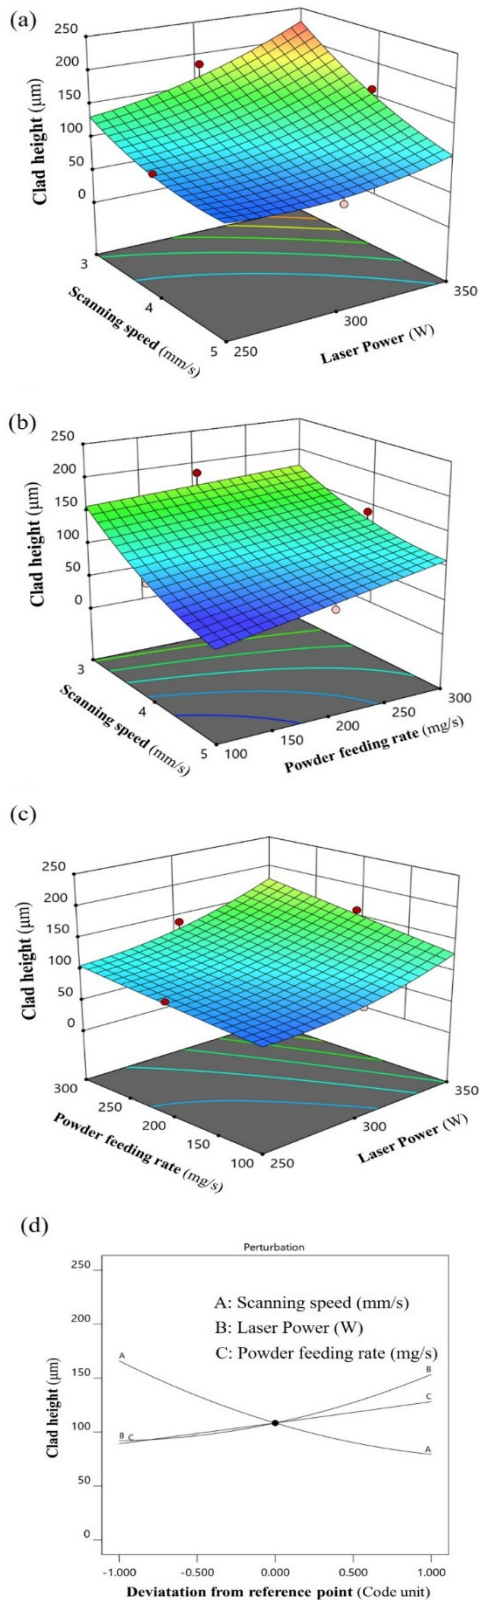 (a)
250
200
150
100
50
0
Clad height (μm)
3
4
5
Scanning speed (mm/s)
250
300
350
Laser Power (W)
(b)
250
200
150
100
50
0
Clad height (μm)
3
4
5
Scanning speed (mm/s)
100
150
200
250
300
Powder feeding rate (mg/s)
(c)
250
200
150
100
50
0
Clad height (μm)
300
250
200
150
100
Powder feeding rate (mg/s)
250
300
350
Laser Power (W)
(d)
Perturbation
250
200
150
100
50
0
Clad height (μm)
A: Scanning speed (mm/s)
B: Laser Power (W)
C: Powder feeding rate (mg/s)
A
B
C
B
C
A
-1.000
-0.500
0.000
0.500
1.000
Deviatation from reference point (Code unit)